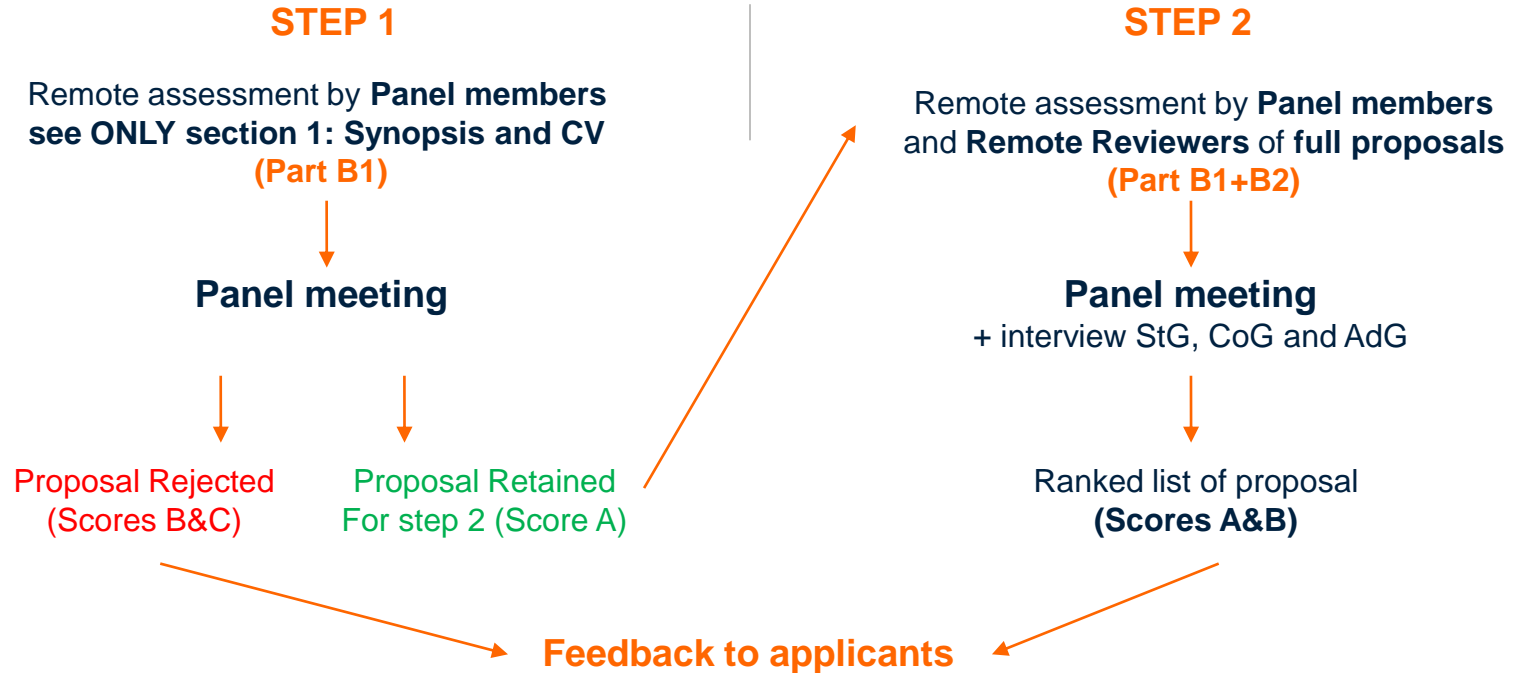 STEP 1
Remote assessment by Panel members
see ONLY section 1: Synopsis and CV
(Part B1)
Panel meeting
Proposal Rejected
(Scores B&C)
Proposal Retained
For step 2 (Score A)
STEP 2
Remote assessment by Panel members
and Remote Reviewers of full proposals
(Part B1+B2)
Panel meeting
+ interview StG, CoG and AdG
Ranked list of proposal
(Scores A&B)
Feedback to applicants